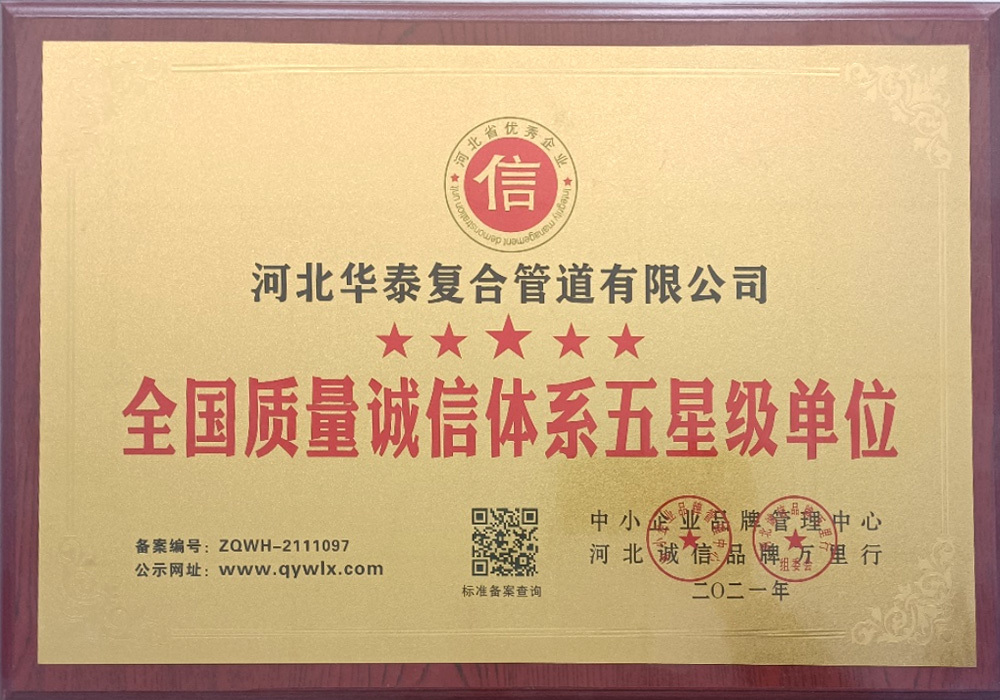 河北省优秀企业
信
Integrity management demonstration unit
河北华泰复合管道有限公司
全国质量诚信体系五星级单位
备案编号：ZQWH-2111097
公示网址：www.qywlx.com
标准备案查询
中小企业品牌管理中心
河北诚信品牌万里行
二〇二一年
组委会